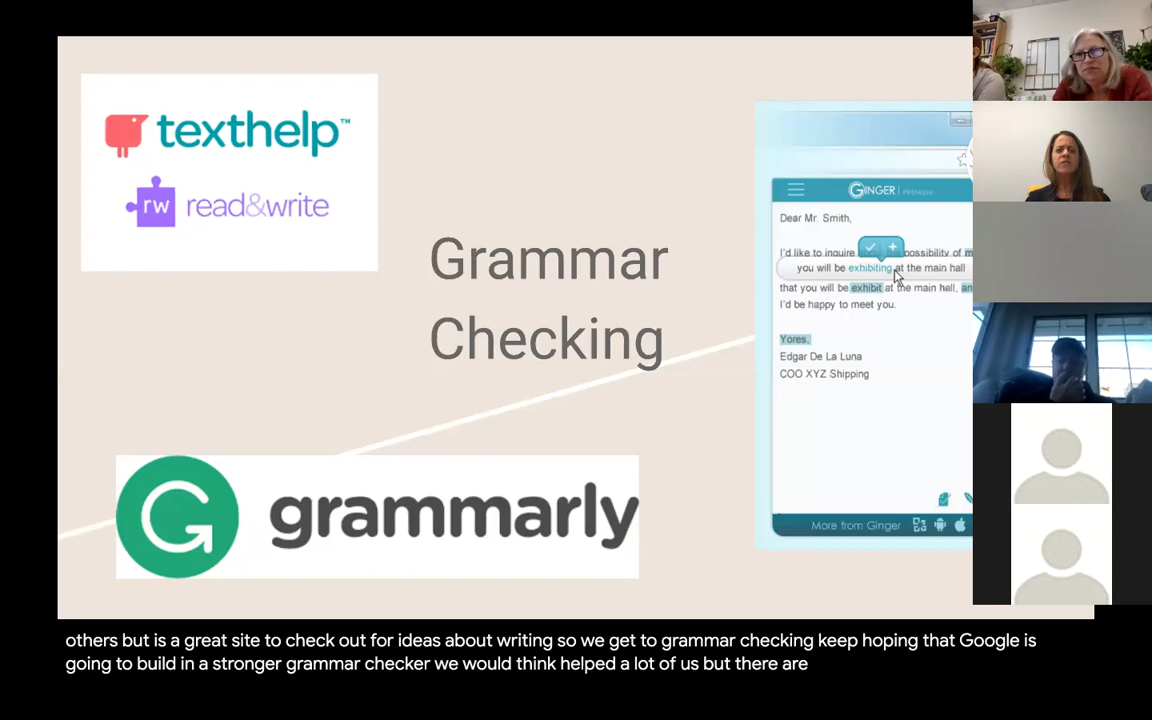 texthelp™
rw read&write
Grammar
Checking
grammarly
GINGER PREMIUM
Dear Mr. Smith,
I'd like to inquire possibility of
you will be exhibiting at the main hall
that you will be exhibit at the main hall,
I'd be happy to meet you.
Yores,
Edgar De La Luna
COO XYZ Shipping
More from Ginger
others but is a great site to check out for ideas about writing so we get to grammar checking keep hoping that Google is
going to build in a stronger grammar checker we would think helped a lot of us but there are